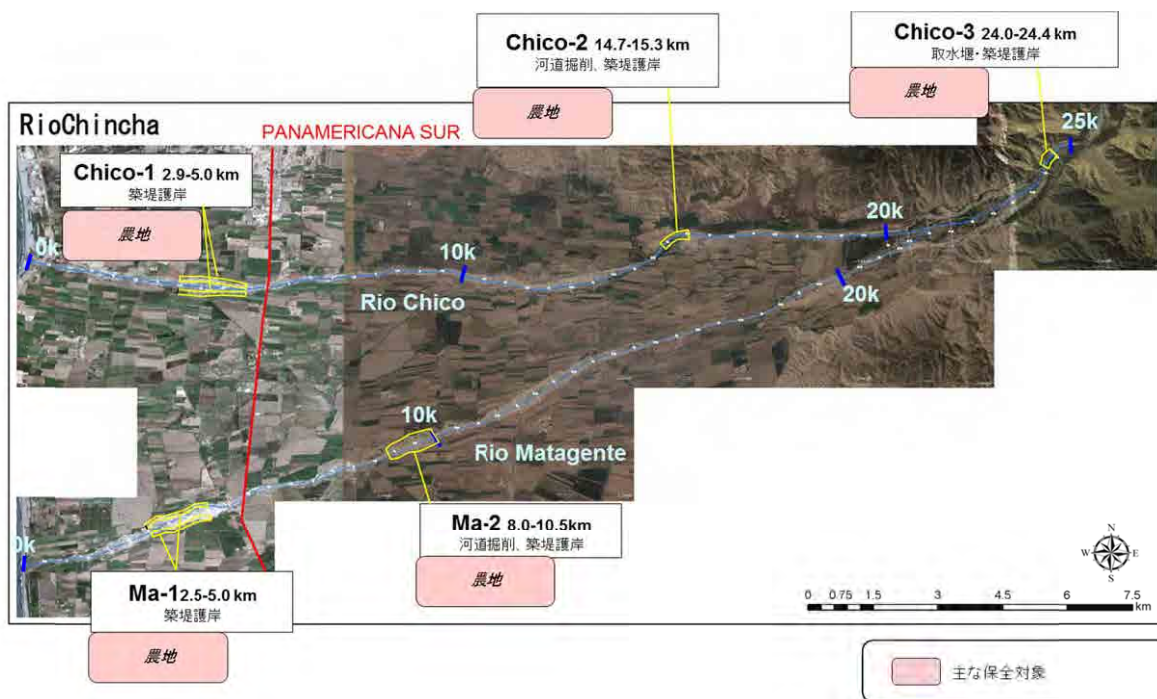 Chico-2 14.7-15.3 km
河道掘削、築堤護岸
農地
Chico-3 24.0-24.4 km
取水堰・築堤護岸
農地
RioChincha
PANAMERICANA SUR
Chico-1 2.9-5.0 km
築堤護岸
農地
25k
20k
0k
10k
Rio Chico
20k
10k
Rio Matagente
0k
Ma-2 8.0-10.5km
河道掘削、築堤護岸
農地
Ma-1 2.5-5.0 km
築堤護岸
農地
N
W E
S
0 0.75 1.5 3 4.5 6 7.5
km
主な保全対象